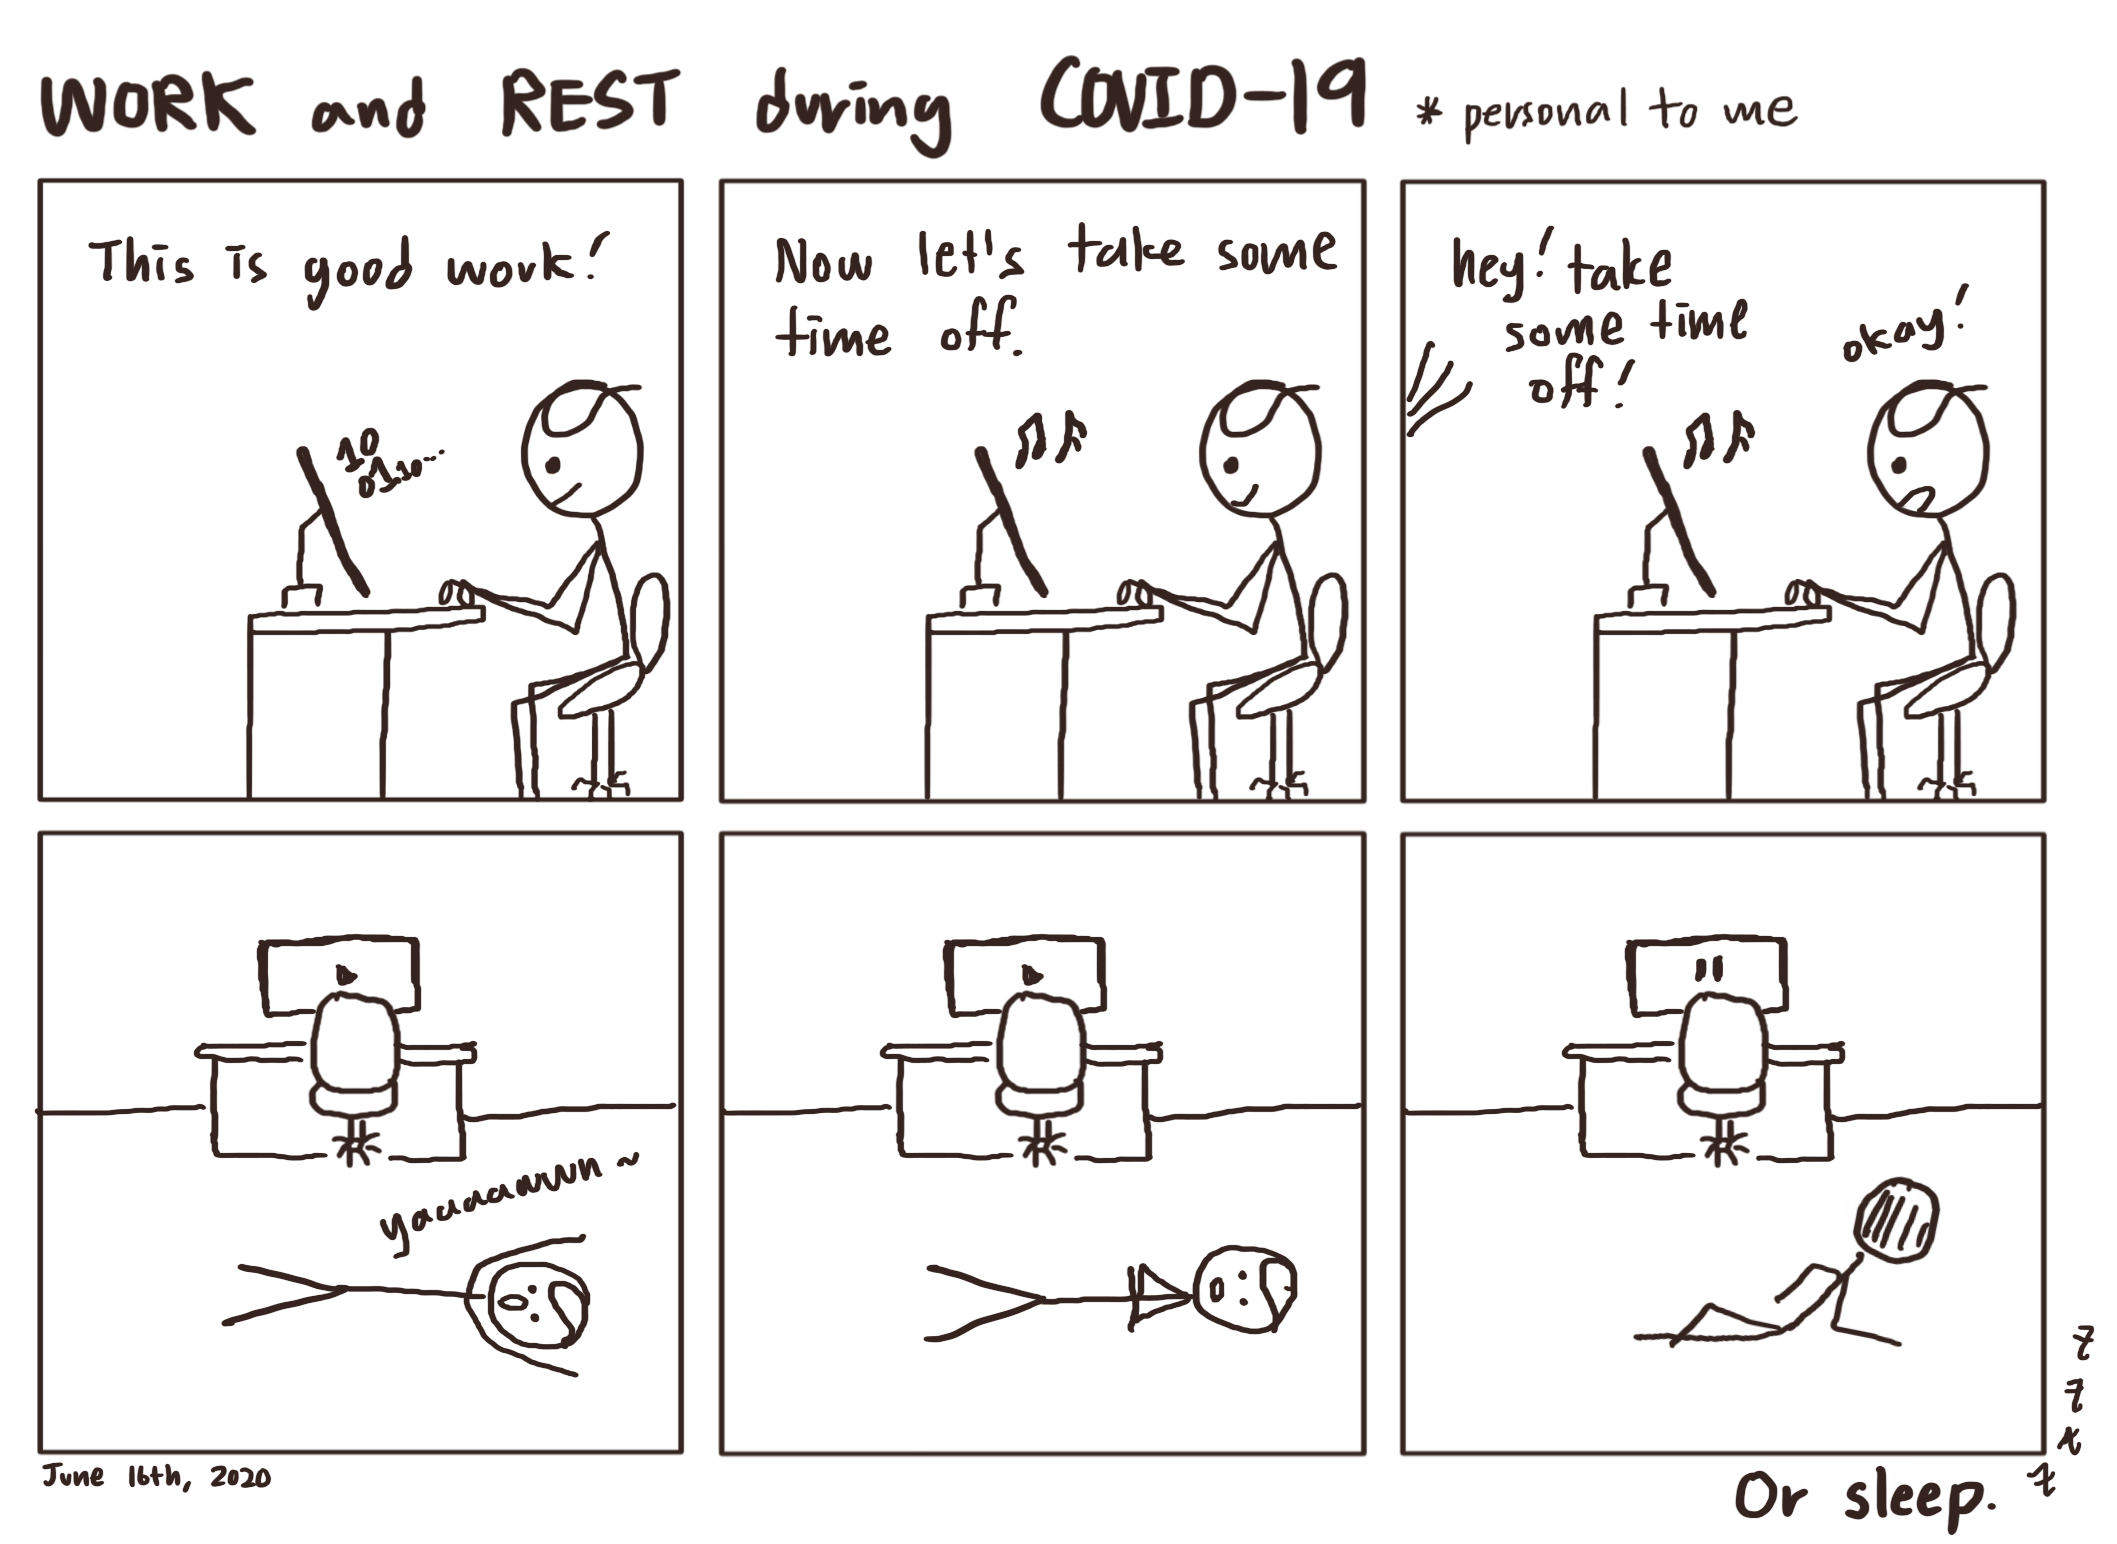 WORK and REST during COVID-19 * personal to me
This is good work!
10
0110...
Now let's take some
time off.
hey! take
some time
off!
okay!
yaaaawwn ~
June 16th, 2020
Or sleep.